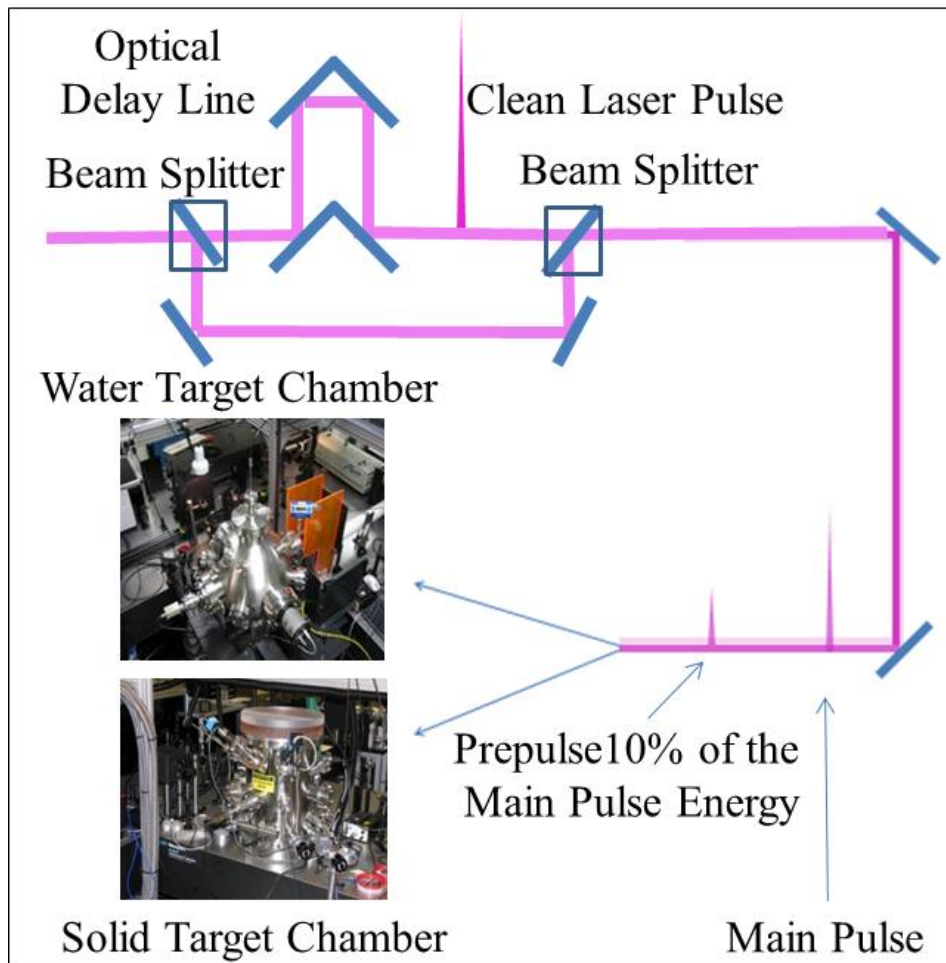 Optical
Delay Line
Clean Laser Pulse
Beam Splitter
Beam Splitter
Water Target Chamber
Prepulse10% of the
Main Pulse Energy
Solid Target Chamber
Main Pulse